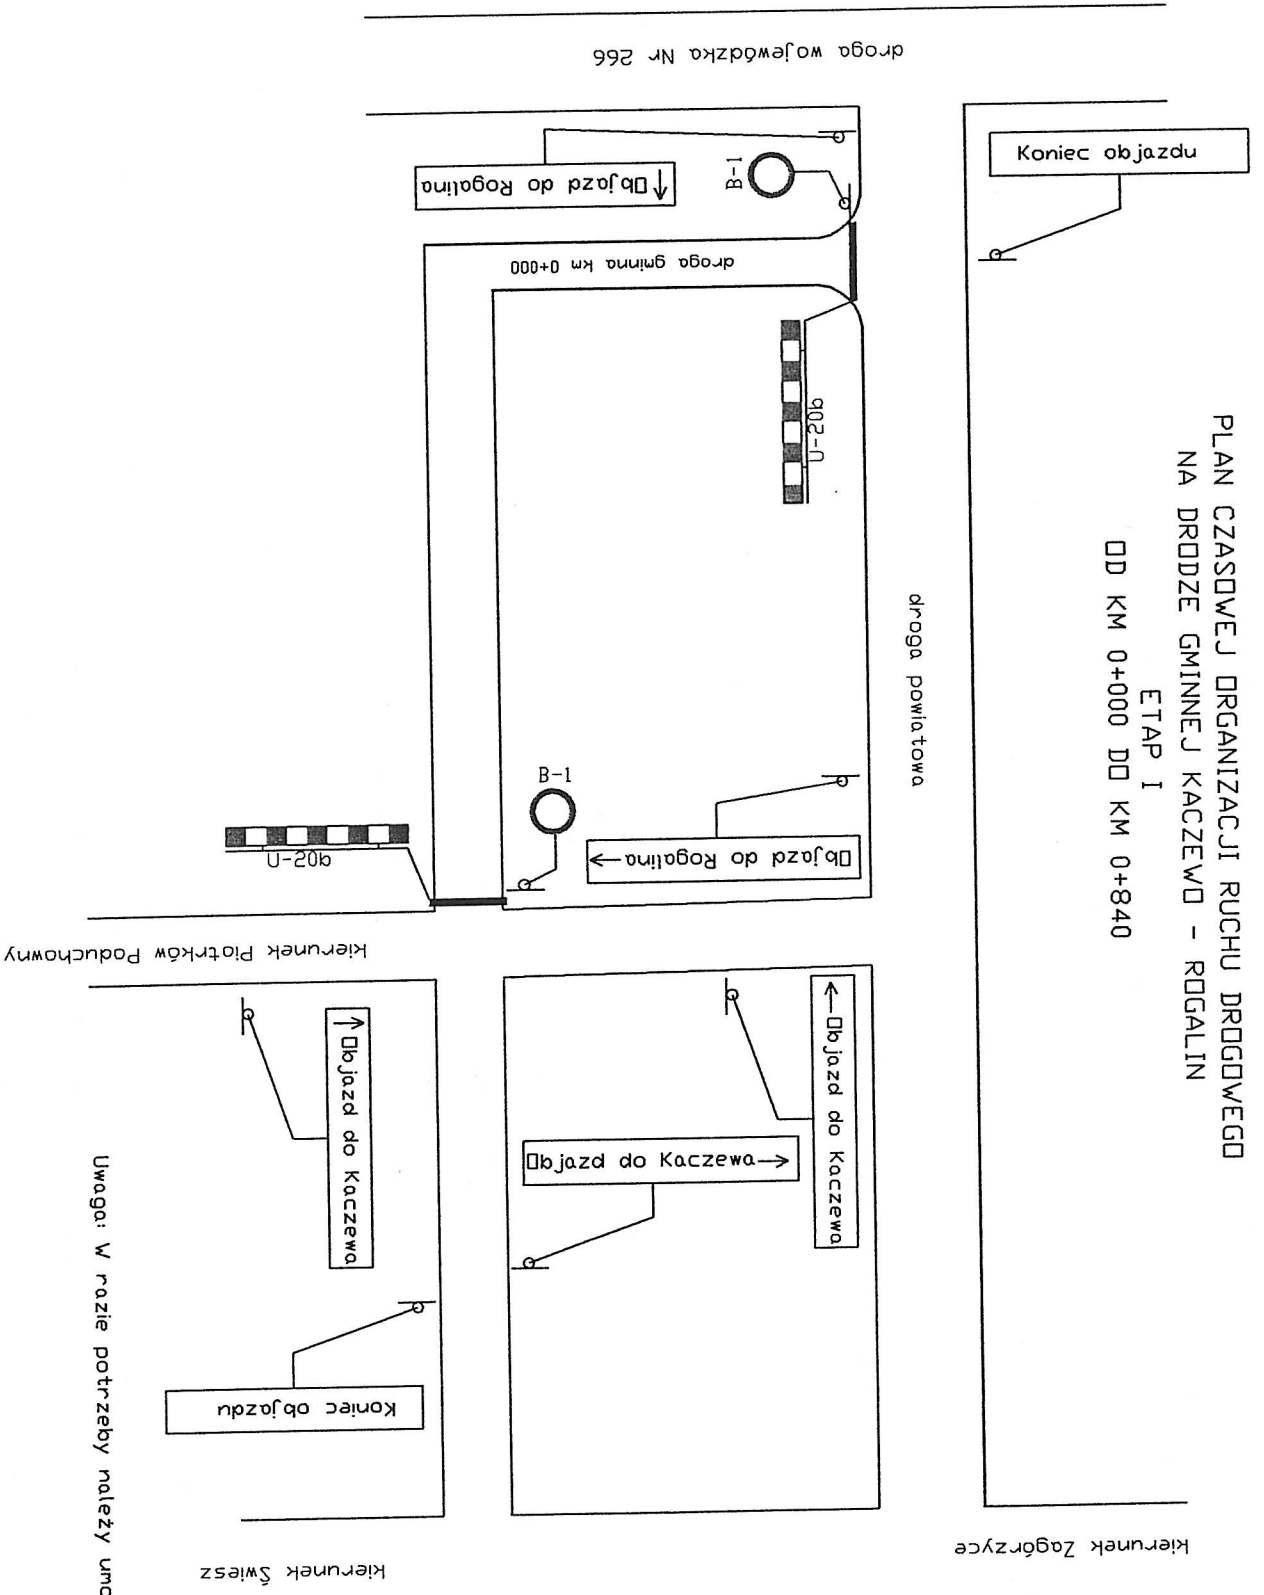 PLAN CZASOWEJ ORGANIZACJI RUCHU DROGOWEGO
NA DRODZE GMINNEJ KACZEWO - ROGALIN
ETAP I
OD KM 0+000 DO KM 0+840
droga wojewódzka Nr 266
Koniec objazdu
Objazd do Rogalina
B-1
droga gminna km 0+000
U-20b
droga powiatowa
B-1
Objazd do Rogalina
U-20b
kierunek Piotrków Poduchowny
Objazd do Kaczewa
Objazd do Kaczewa
Objazd do Kaczewa
Koniec objazdu
kierunek Świesz
kierunek Zagórzyce
Uwaga: W razie potrzeby należy